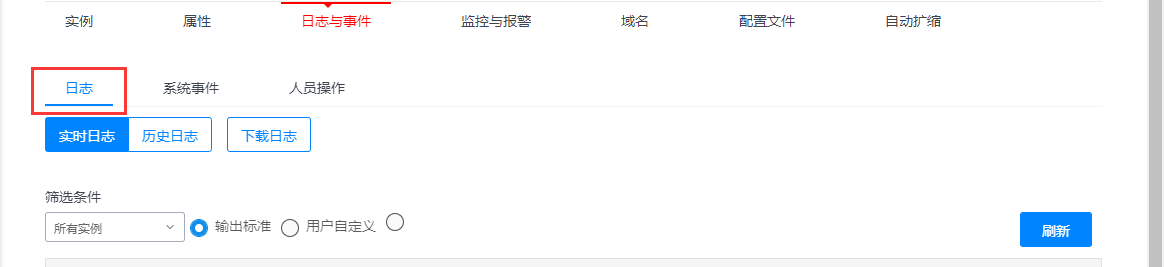 实例 属性 日志与事件 监控与报警 域名 配置文件 自动扩缩
日志 系统事件 人员操作
实时日志 历史日志 下载日志
筛选条件
所有实例 输出标准 用户自定义 刷新